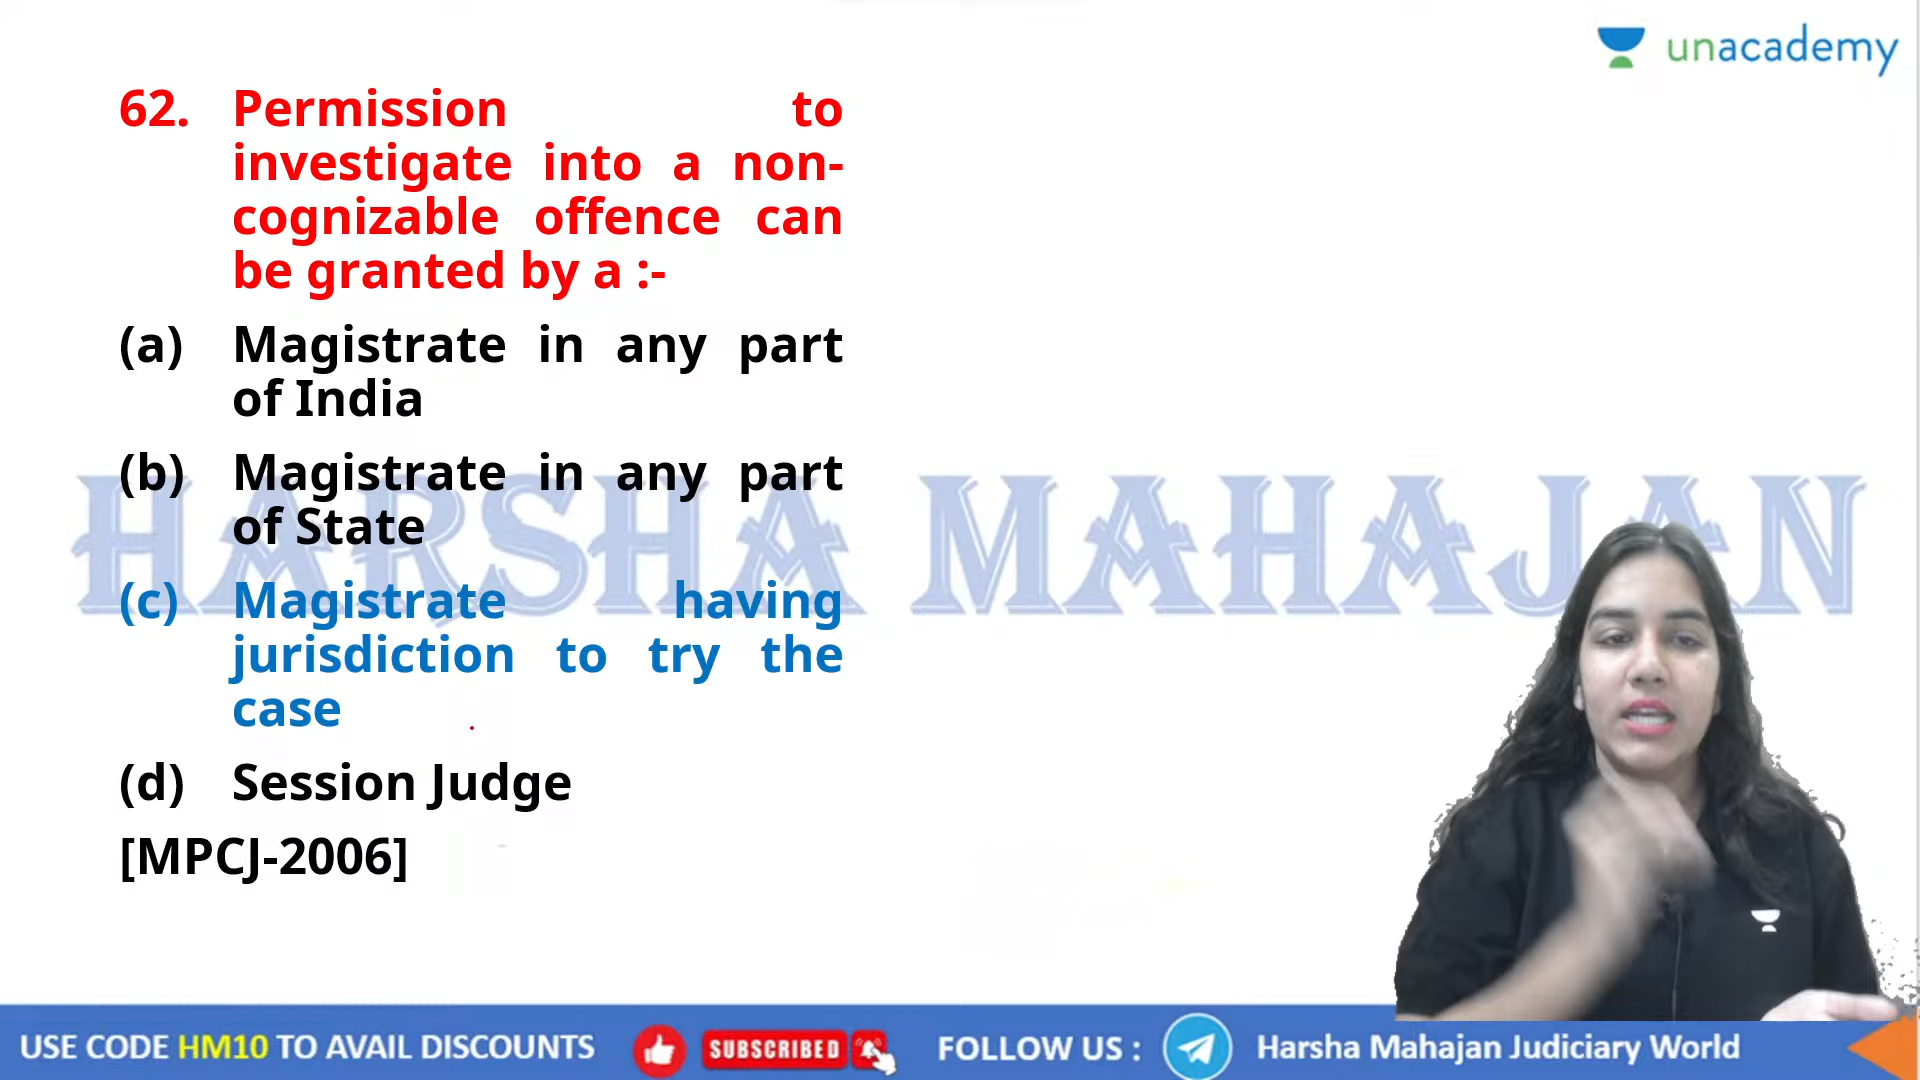 unacademy
62. Permission to
investigate into a non-
cognizable offence can
be granted by a :-
(a) Magistrate in any part
of India
(b) Magistrate in any part
of State
(c) Magistrate having
jurisdiction to try the
case
(d) Session Judge
[MPCJ-2006]
HARSHA MAHAJAN
USE CODE HM10 TO AVAIL DISCOUNTS
SUBSCRIBED
FOLLOW US :
Harsha Mahajan Judiciary World